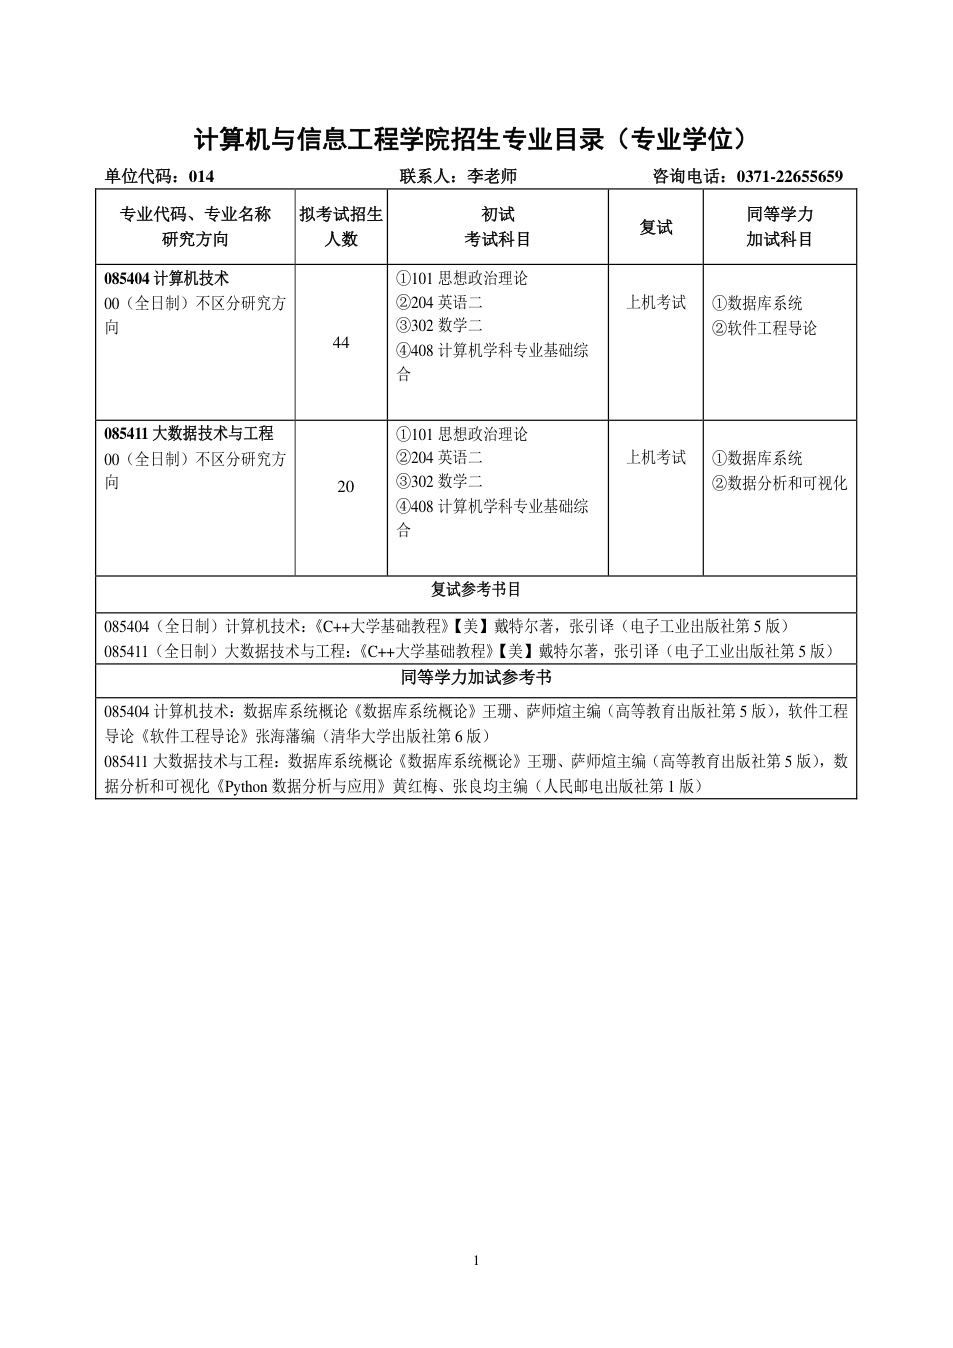 计算机与信息工程学院招生专业目录（专业学位）
单位代码：014 联系人：李老师 咨询电话：0371-22655659
专业代码、专业名称
研究方向
拟考试招生
人数
初试
考试科目
复试
同等学力
加试科目
085404 计算机技术
00（全日制）不区分研究方
向
44
①101 思想政治理论
②204 英语二
③302 数学二
④408 计算机学科专业基础综
合
上机考试
①数据库系统
②软件工程导论
085411 大数据技术与工程
00（全日制）不区分研究方
向
20
①101 思想政治理论
②204 英语二
③302 数学二
④408 计算机学科专业基础综
合
上机考试
①数据库系统
②数据分析和可视化
复试参考书目
085404（全日制）计算机技术：《C++大学基础教程》【美】戴特尔著，张引译（电子工业出版社第 5 版）
085411（全日制）大数据技术与工程：《C++大学基础教程》【美】戴特尔著，张引译（电子工业出版社第 5 版）
同等学力加试参考书
085404 计算机技术：数据库系统概论《数据库系统概论》王珊、萨师煊主编（高等教育出版社第 5 版），软件工程
导论《软件工程导论》张海藩编（清华大学出版社第 6 版）
085411 大数据技术与工程：数据库系统概论《数据库系统概论》王珊、萨师煊主编（高等教育出版社第 5 版），数
据分析和可视化《Python 数据分析与应用》黄红梅、张良均主编（人民邮电出版社第 1 版）
1